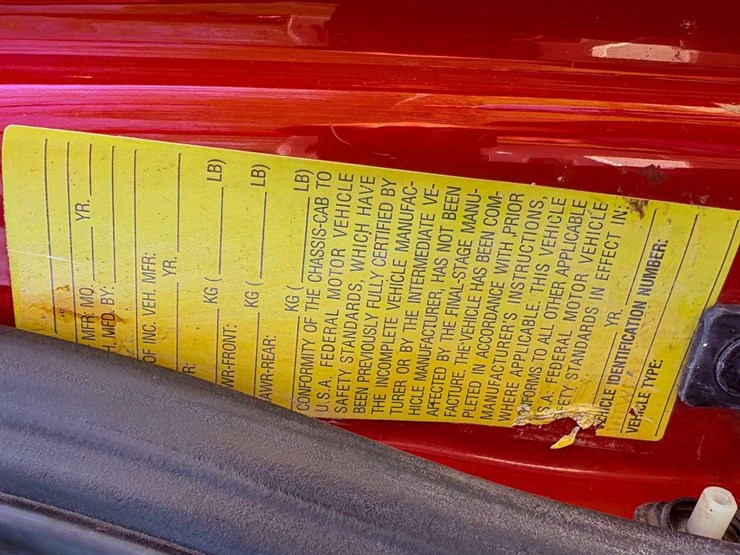 MFR: MO. YR.
MFD. BY:
OF INC. VEH. MFR:
YR.
R: KG ( LB)
WR-FRONT: KG ( LB)
AWR-REAR: KG ( LB)
CONFORMITY OF THE CHASSIS-CAB TO
U.S.A. FEDERAL MOTOR VEHICLE
SAFETY STANDARDS, WHICH HAVE
BEEN PREVIOUSLY FULLY CERTIFIED BY
THE INCOMPLETE VEHICLE MANUFAC-
TURER OR BY THE INTERMEDIATE VE-
HICLE MANUFACTURER, HAS NOT BEEN
AFFECTED BY THE FINAL-STAGE MANU-
FACTURE. THE VEHICLE HAS BEEN COM-
PLETED IN ACCORDANCE WITH PRIOR
MANUFACTURER'S INSTRUCTIONS,
WHERE APPLICABLE. THIS VEHICLE
NFORMS TO ALL OTHER APPLICABLE
S.A. FEDERAL MOTOR VEHICLE
ETY STANDARDS IN EFFECT IN:
YR.
HICLE IDENTIFICATION NUMBER:
VEHICLE TYPE: